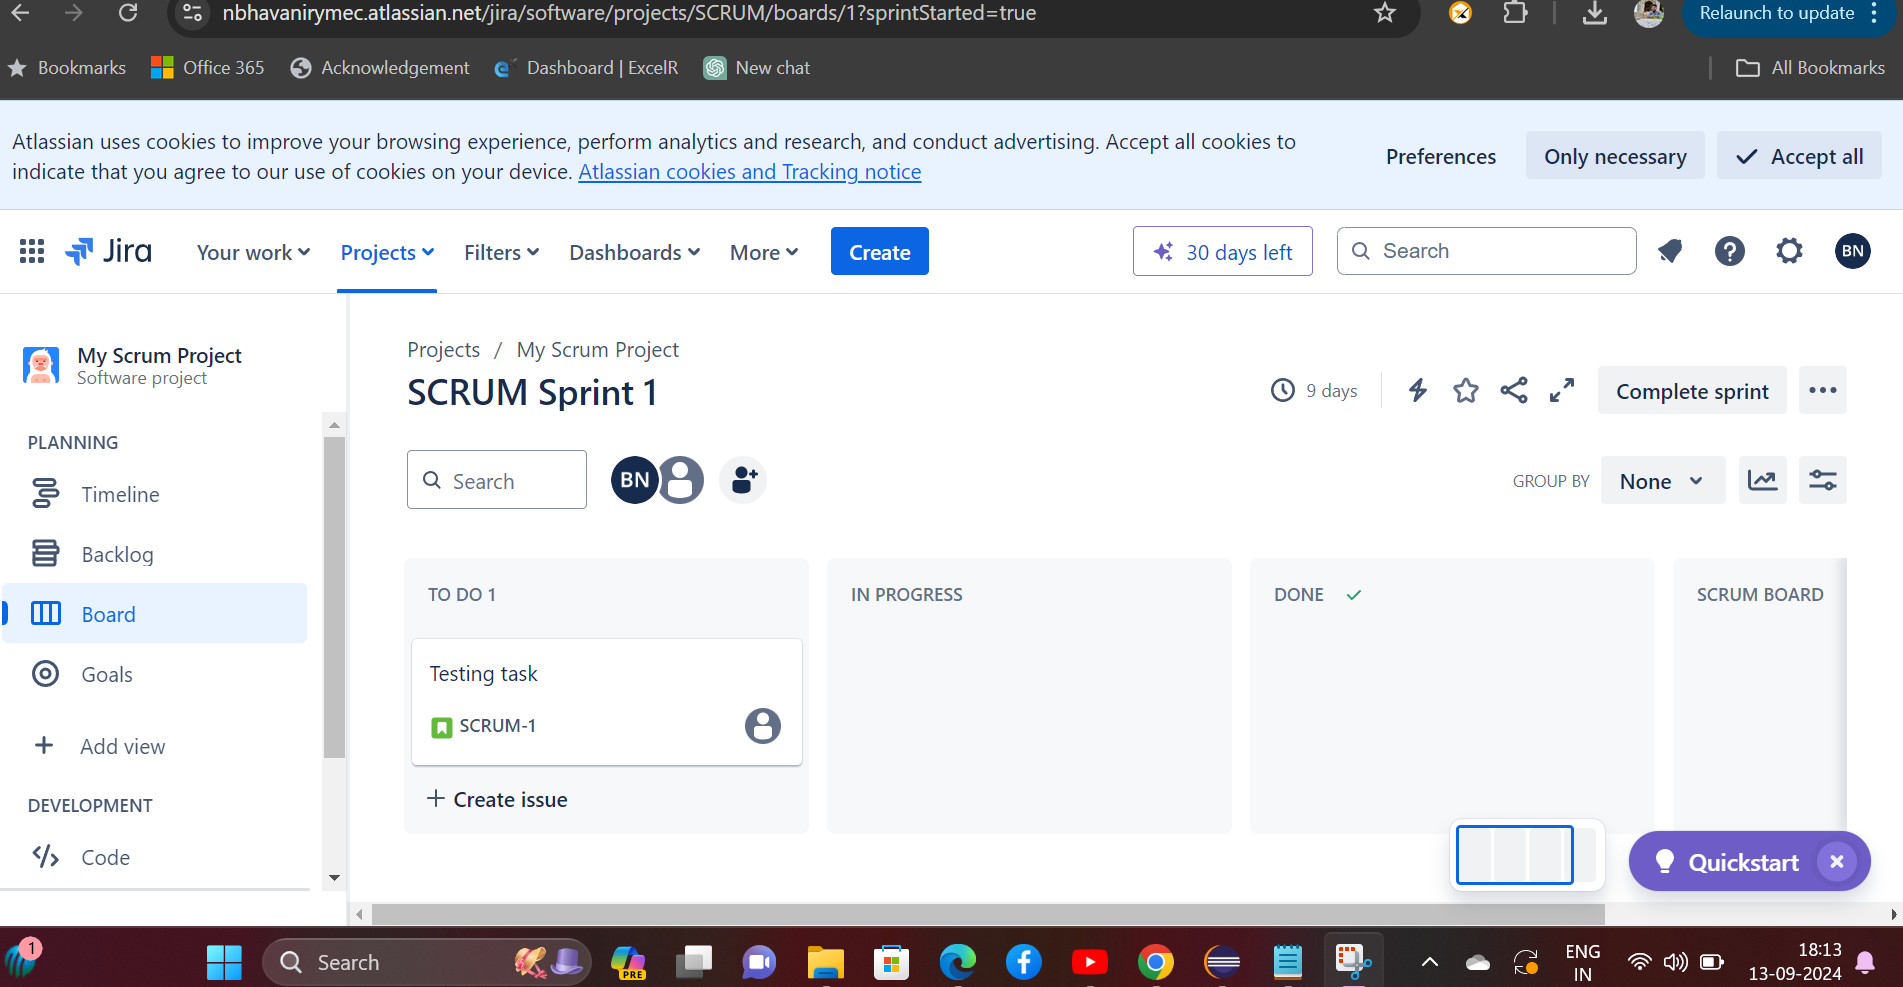 nbhavanirymec.atlassian.net/jira/software/projects/SCRUM/boards/1?sprintStarted=true
Relaunch to update
Bookmarks
Office 365
Acknowledgement
Dashboard | ExcelR
New chat
All Bookmarks
Atlassian uses cookies to improve your browsing experience, perform analytics and research, and conduct advertising. Accept all cookies to
indicate that you agree to our use of cookies on your device. Atlassian cookies and Tracking notice
Preferences
Only necessary
Accept all
Jira
Your work
Projects
Filters
Dashboards
More
Create
30 days left
Search
BN
My Scrum Project
Software project
PLANNING
Timeline
Backlog
Board
Goals
Add view
DEVELOPMENT
Code
Projects / My Scrum Project
SCRUM Sprint 1
9 days
Complete sprint
Search
BN
GROUP BY
None
TO DO 1
IN PROGRESS
DONE
SCRUM BOARD
Testing task
SCRUM-1
Create issue
Quickstart
1
Search
PRE
ENG
IN
18:13
13-09-2024